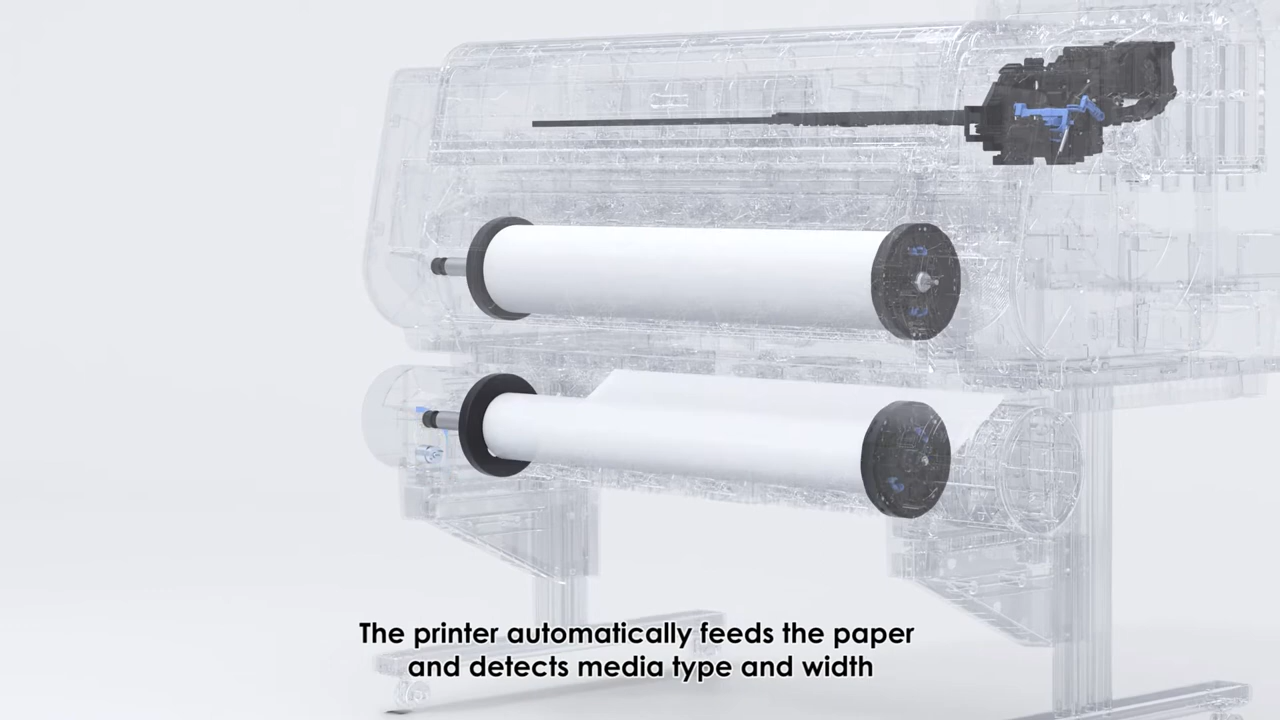 The printer automatically feeds the paper
and detects media type and width